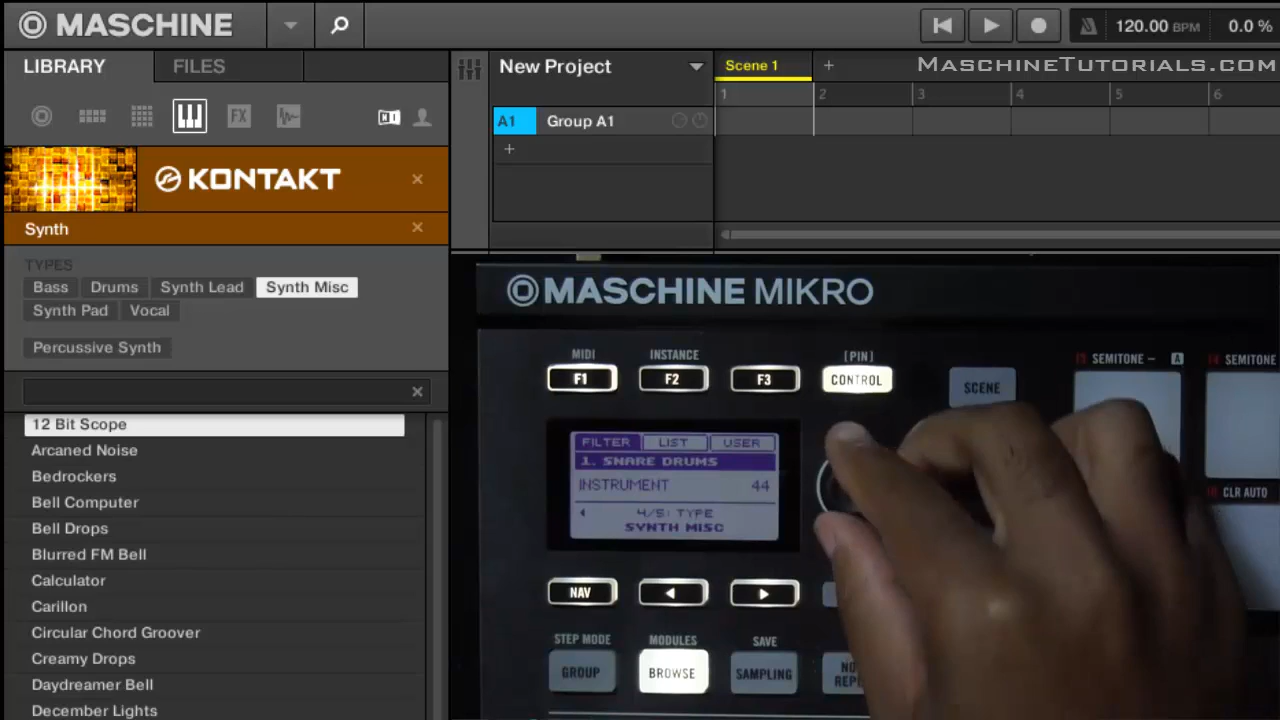 MASCHINE
120.00 BPM 0.0 %
LIBRARY
FILES
New Project
Scene 1
+
MASCHINETUTORIALS.COM
1 2 3 4 5 6
FX
A1 Group A1
+
KONTAKT
Synth
TYPES
Bass Drums Synth Lead Synth Misc
Synth Pad Vocal
Percussive Synth
12 Bit Scope
Arcaned Noise
Bedrockers
Bell Computer
Bell Drops
Blurred FM Bell
Calculator
Carillon
Circular Chord Groover
Creamy Drops
Daydreamer Bell
December Lights
MASCHINE MIKRO
MIDI INSTANCE [PIN]
F1 F2 F3 CONTROL
SCENE
SEMITONE - A
SEMITONE
CLR AUTO
FILTER LIST USER
1. SNARE DRUMS
INSTRUMENT 44
4/5: TYPE
SYNTH MISC
NAV
STEP MODE MODULES SAVE
GROUP BROWSE SAMPLING